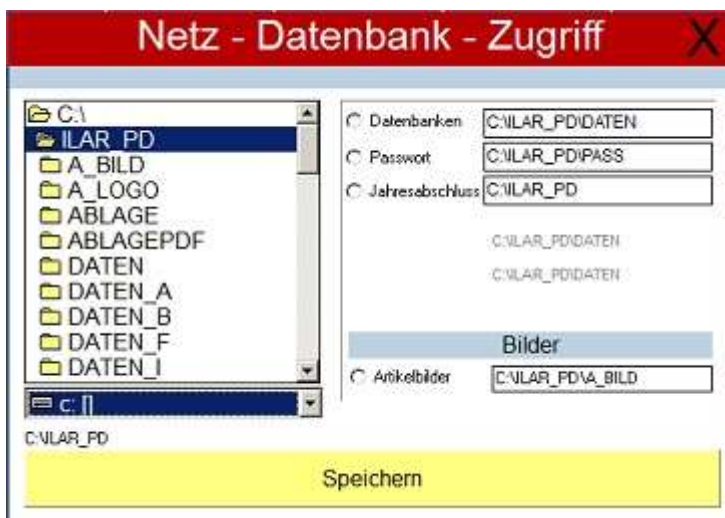 Netz - Datenbank - Zugriff X
C:\
ILAR_PD
A_BILD
A_LOGO
ABLAGE
ABLAGEPDF
DATEN
DATEN_A
DATEN_B
DATEN_F
DATEN_I
c: []
C:\ILAR_PD
Datenbanken C:\ILAR_PD\DATEN
Passwort C:\ILAR_PD\PASS
Jahresabschluss C:\ILAR_PD
C:\ILAR_PD\DATEN
C:\ILAR_PD\DATEN
Bilder
Artikelbilder C:\ILAR_PD\A_BILD
Speichern